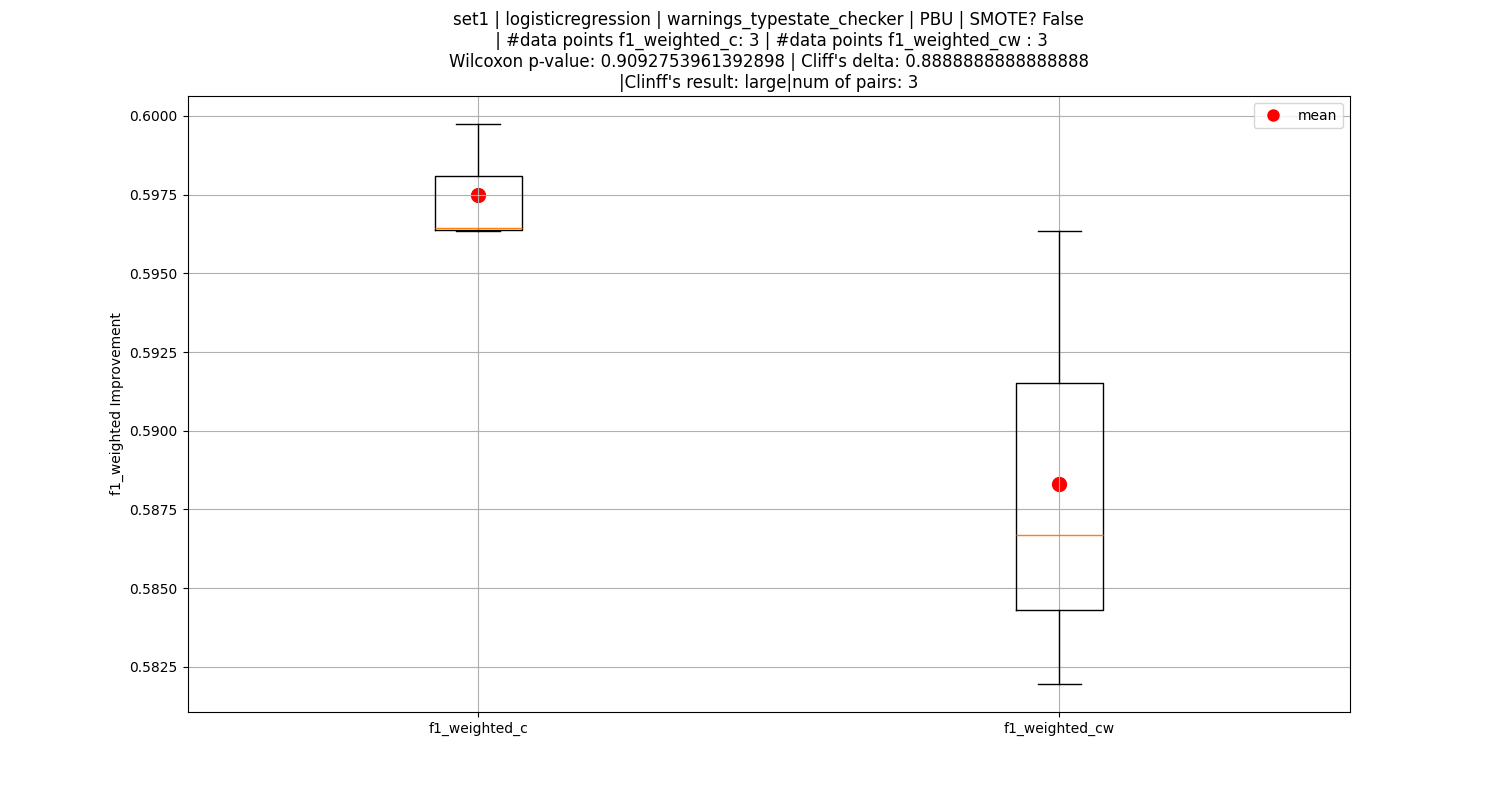 set1 | logisticregression | warnings_typestate_checker | PBU | SMOTE? False
| #data points f1_weighted_c: 3 | #data points f1_weighted_cw : 3
Wilcoxon p-value: 0.9092753961392898 | Cliff's delta: 0.8888888888888888
|Clinff's result: large|num of pairs: 3
mean
0.6000
0.5975
0.5950
0.5925
0.5900
0.5875
0.5850
0.5825
f1_weighted Improvement
f1_weighted_c
f1_weighted_cw